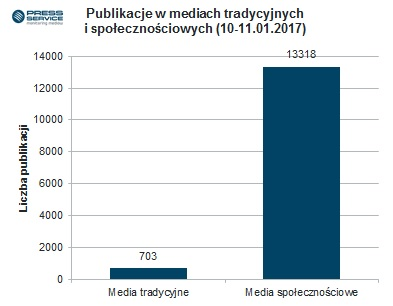 PRESS
SERVICE
monitoring mediów
Publikacje w mediach tradycyjnych
i społecznościowych (10-11.01.2017)
Liczba publikacji
14000
12000
10000
8000
6000
4000
2000
0
703
13318
Media tradycyjne
Media społecznościowe